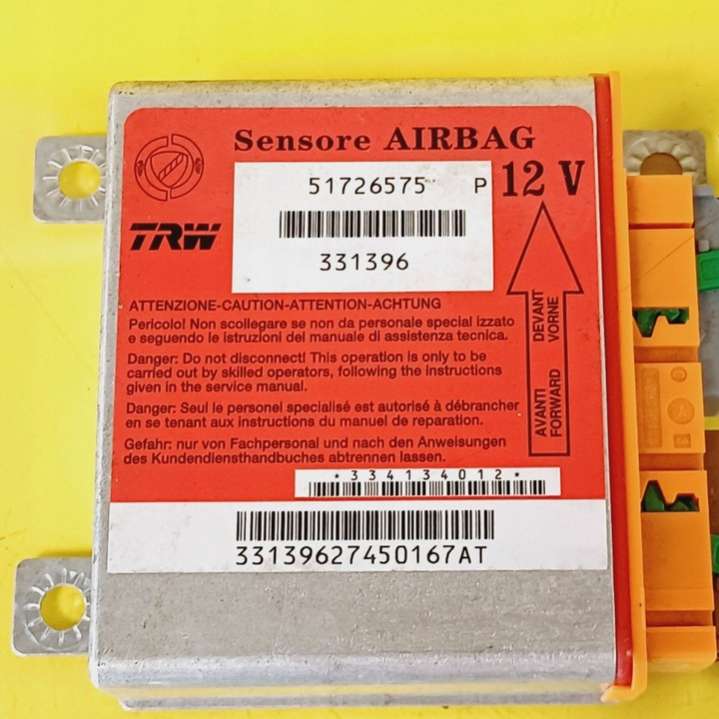 Sensore AIRBAG
51726575 P
12 V
TRW
331396
ATTENZIONE-CAUTION-ATTENTION-ACHTUNG
Pericolo! Non scollegare se non da personale special izzato
e seguendo le istruzioni del manuale di assistenza tecnica.
Danger: Do not disconnect! This operation is only to be
carried out by skilled operators, following the instructions
given in the service manual.
Danger: Seul le personel specialisé est autorisé à débrancher
en se tenant aux instructions du manuel de reparation.
Gefahr: nur von Fachpersonal und nach den Anweisungen
des Kundendiensthandbuches abtrennen lassen.
AVANTI DEVANT
FORWARD VORNE
*334134012*
33139627450167AT